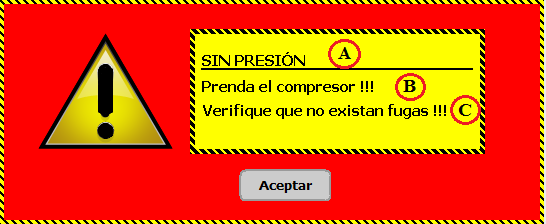 SIN PRESIÓN A
Prenda el compresor !!! B
Verifique que no existan fugas !!! C
Aceptar